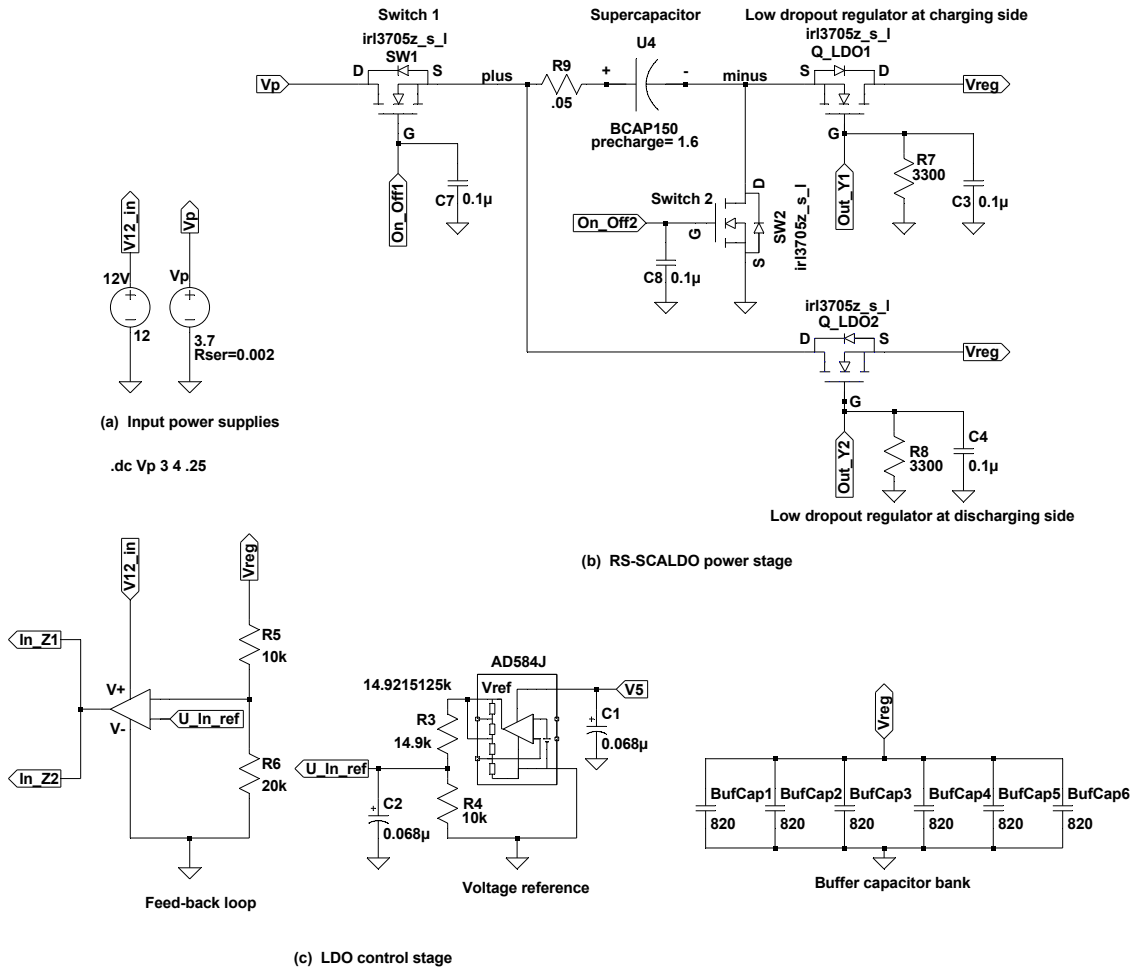 Switch 1
irl3705z_s_l
SW1
D
S
G
Vp
plus
On_Off1
C7
0.1µ
Supercapacitor
U4
R9
.05
+
-
BCAP150
precharge= 1.6
minus
Low dropout regulator at charging side
irl3705z_s_l
Q_LDO1
S
D
G
Vreg
Out_Y1
R7
3300
C3
0.1µ
Switch 2
On_Off2
G
D
S
SW2
irl3705z_s_l
C8
0.1µ
V12_in
12V
+
−
12
Vp
Vp
+
−
3.7
Rser=0.002
(a) Input power supplies
.dc Vp 3 4 .25
irl3705z_s_l
Q_LDO2
D
S
G
Vreg
Out_Y2
R8
3300
C4
0.1µ
Low dropout regulator at discharging side
(b) RS-SCALDO power stage
V12_in
Vreg
In_Z1
In_Z2
V+
V-
U_In_ref
R5
10k
R6
20k
Feed-back loop
AD584J
Vref
14.9215125k
R3
14.9k
V5
+
C1
0.068µ
U_In_ref
+
C2
0.068µ
R4
10k
Voltage reference
Vreg
BufCap1
820
BufCap2
820
BufCap3
820
BufCap4
820
BufCap5
820
BufCap6
820
Buffer capacitor bank
(c) LDO control stage